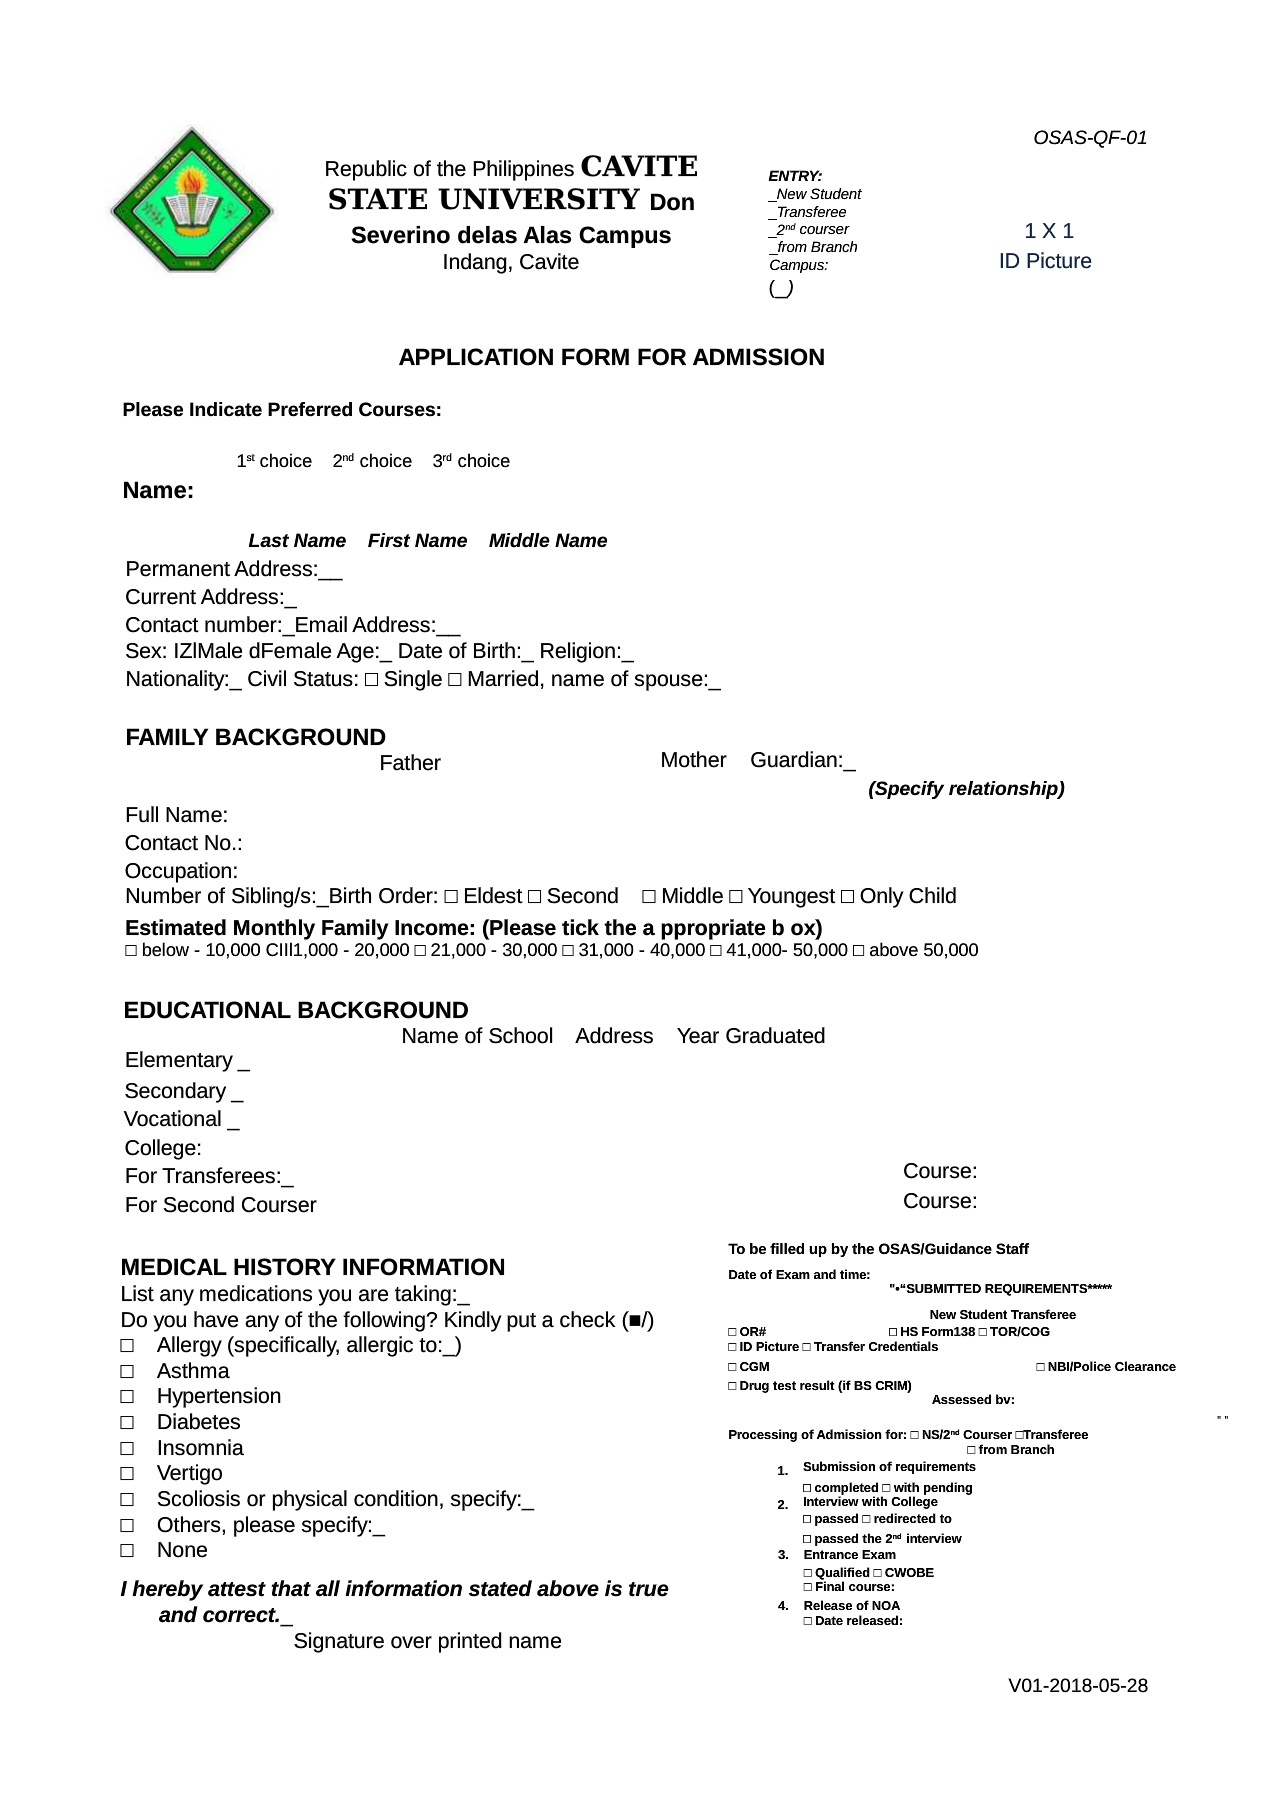 OSAS-QF-01
CAVITE STATE UNIVERSITY
CAVITE PHILIPPINES
1906
Republic of the Philippines CAVITE
STATE UNIVERSITY Don
Severino delas Alas Campus
Indang, Cavite
ENTRY:
_New Student
_Transferee
_2nd courser
_from Branch
Campus:
(_)
1 X 1
ID Picture
APPLICATION FORM FOR ADMISSION
Please Indicate Preferred Courses:
1st choice 2nd choice 3rd choice
Name:
Last Name First Name Middle Name
Permanent Address:__
Current Address:_
Contact number:_Email Address:__
Sex: IZlMale dFemale Age:_ Date of Birth:_ Religion:_
Nationality:_ Civil Status: □ Single □ Married, name of spouse:_
FAMILY BACKGROUND
Father Mother Guardian:_
(Specify relationship)
Full Name:
Contact No.:
Occupation:
Number of Sibling/s:_Birth Order: □ Eldest □ Second □ Middle □ Youngest □ Only Child
Estimated Monthly Family Income: (Please tick the a ppropriate b ox)
□ below - 10,000 CIIl1,000 - 20,000 □ 21,000 - 30,000 □ 31,000 - 40,000 □ 41,000- 50,000 □ above 50,000
EDUCATIONAL BACKGROUND
Name of School Address Year Graduated
Elementary _
Secondary _
Vocational _
College:
For Transferees:_ Course:
For Second Courser Course:
MEDICAL HISTORY INFORMATION
List any medications you are taking:_
Do you have any of the following? Kindly put a check (■/)
□ Allergy (specifically, allergic to:_)
□ Asthma
□ Hypertension
□ Diabetes
□ Insomnia
□ Vertigo
□ Scoliosis or physical condition, specify:_
□ Others, please specify:_
□ None
I hereby attest that all information stated above is true
and correct._
Signature over printed name
To be filled up by the OSAS/Guidance Staff
Date of Exam and time:
"•“SUBMITTED REQUIREMENTS*****
New Student Transferee
□ OR# □ HS Form138 □ TOR/COG
□ ID Picture □ Transfer Credentials
□ CGM □ NBI/Police Clearance
□ Drug test result (if BS CRIM)
Assessed bv:
" "
Processing of Admission for: □ NS/2nd Courser □Transferee
□ from Branch
1. Submission of requirements
□ completed □ with pending
2. Interview with College
□ passed □ redirected to
□ passed the 2nd interview
3. Entrance Exam
□ Qualified □ CWOBE
□ Final course:
4. Release of NOA
□ Date released:
V01-2018-05-28